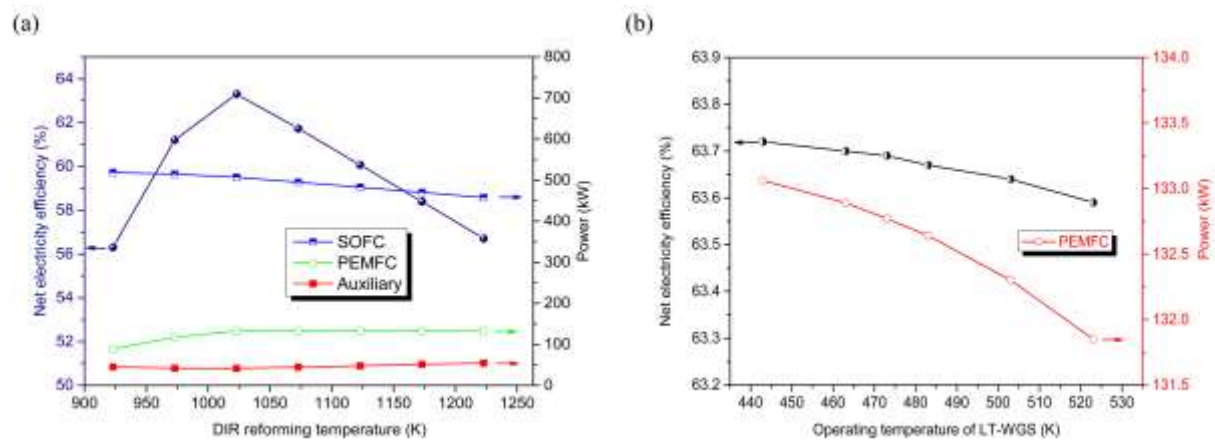 (a)
(b)
Net electricity efficiency (%)
64
62
60
58
56
54
52
50
800
700
600
500
400
300
200
100
0
Power (kW)
SOFC
PEMFC
Auxiliary
900 950 1000 1050 1100 1150 1200 1250
DIR reforming temperature (K)
Net electricity efficiency (%)
63.9
63.8
63.7
63.6
63.5
63.4
63.3
63.2
134.0
133.5
133.0
132.5
132.0
131.5
Power (kW)
PEMFC
440 450 460 470 480 490 500 510 520 530
Operating temperature of LT-WGS (K)